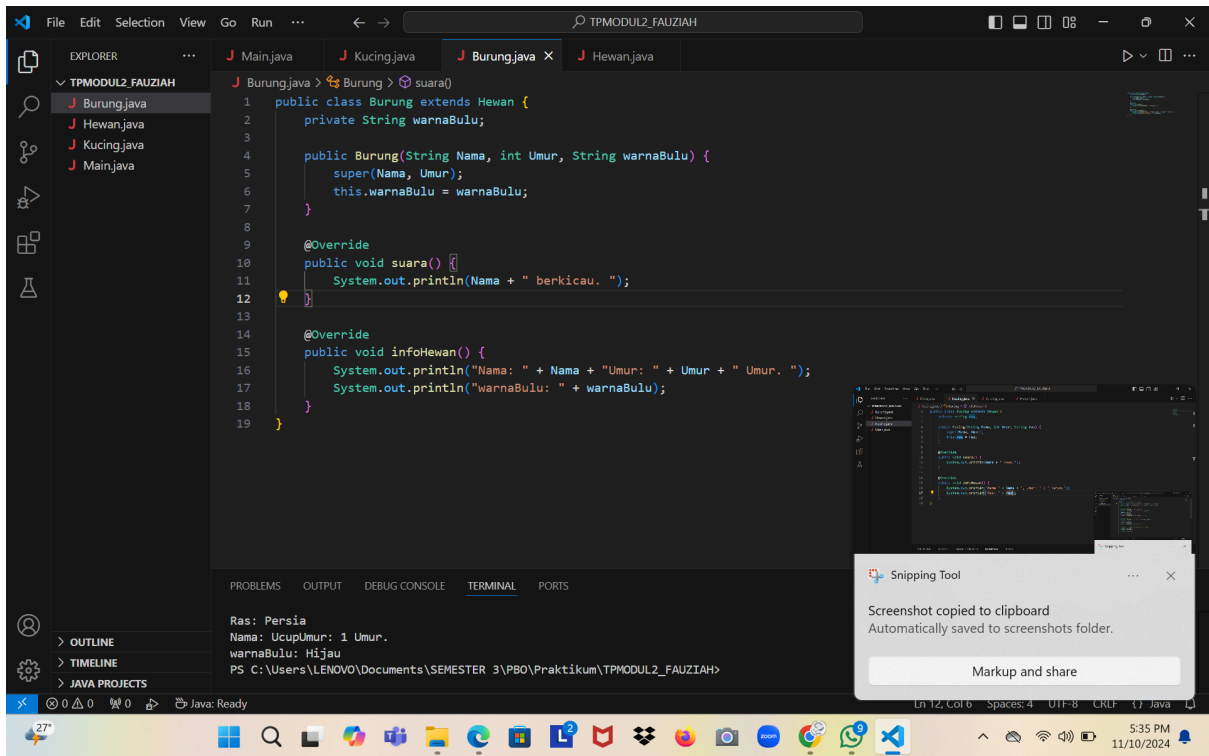 File Edit Selection View Go Run ··· TPMODUL2_FAUZIAH
EXPLORER ···
TPMODUL2_FAUZIAH
J Burung.java
J Hewan.java
J Kucing.java
J Main.java
OUTLINE
TIMELINE
JAVA PROJECTS
J Main.java J Kucing.java J Burung.java J Hewan.java
J Burung.java > Burung > suara()
1 public class Burung extends Hewan {
2 private String warnaBulu;
3
4 public Burung(String Nama, int Umur, String warnaBulu) {
5 super(Nama, Umur);
6 this.warnaBulu = warnaBulu;
7 }
8
9 @Override
10 public void suara() {
11 System.out.println(Nama + " berkicau. ");
12 }
13
14 @Override
15 public void infoHewan() {
16 System.out.println("Nama: " + Nama + "Umur: " + Umur + " Umur. ");
17 System.out.println("warnaBulu: " + warnaBulu);
18 }
19 }
PROBLEMS OUTPUT DEBUG CONSOLE TERMINAL PORTS
Ras: Persia
Nama: UcupUmur: 1 Umur.
warnaBulu: Hijau
PS C:\Users\LENOVO\Documents\SEMESTER 3\PBO\Praktikum\TPMODUL2_FAUZIAH>
Snipping Tool ···
Screenshot copied to clipboard
Automatically saved to screenshots folder.
Markup and share
0 0 0 Java: Ready Ln 12, Col 6 Spaces: 4 UTF-8 CRLF {} Java
27° L 2 zoom 9 5:35 PM
11/10/2024